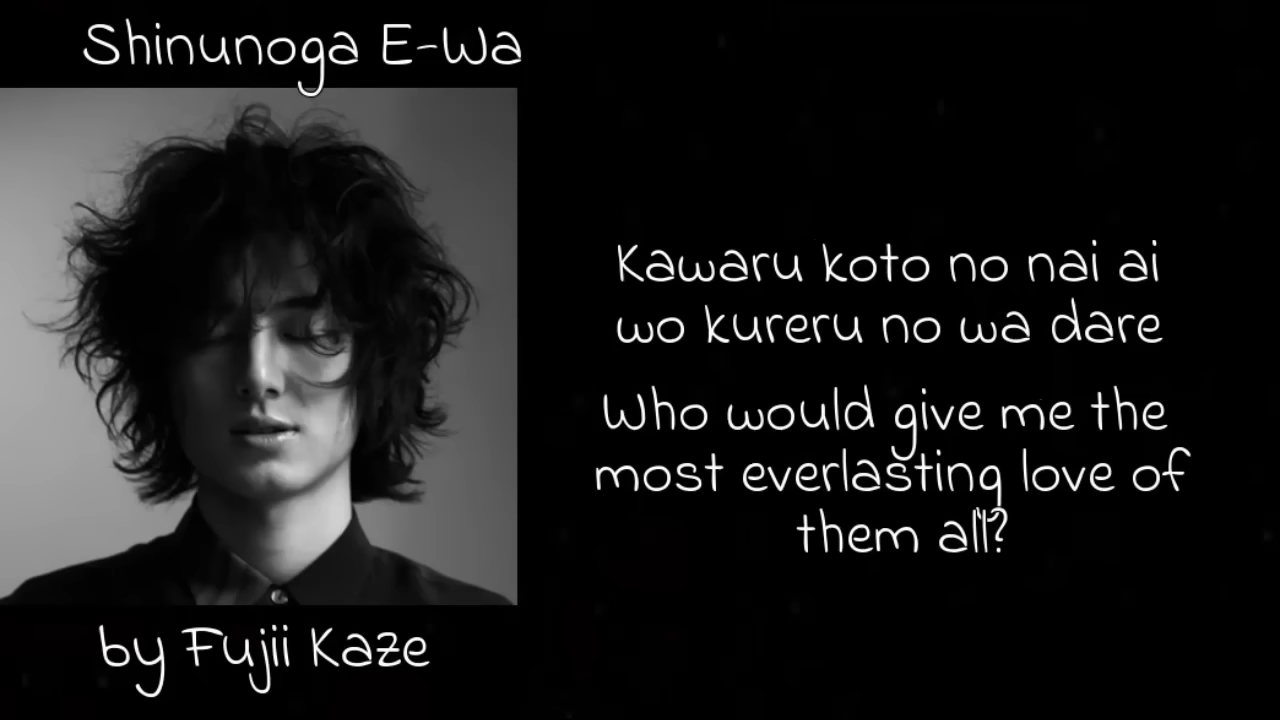 Shinunoga E-Wa
Kawaru koto no nai ai
wo kureru no wa dare
Who would give me the
most everlasting love of
them all?
by Fujii Kaze